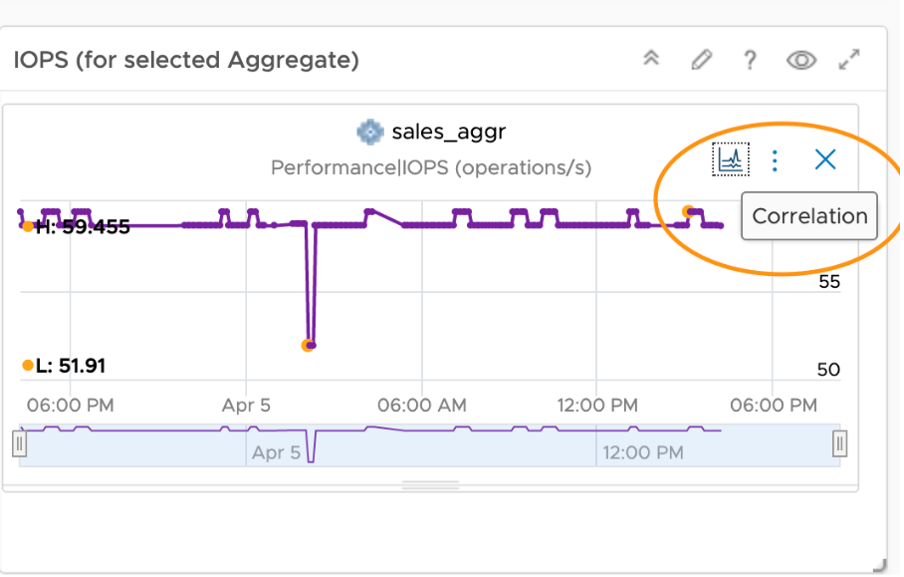 IOPS (for selected Aggregate)
?
sales_aggr
Performance|IOPS (operations/s)
Correlation
H: 59.455
55
L: 51.91
50
06:00 PM Apr 5 06:00 AM 12:00 PM 06:00 PM
Apr 5 12:00 PM